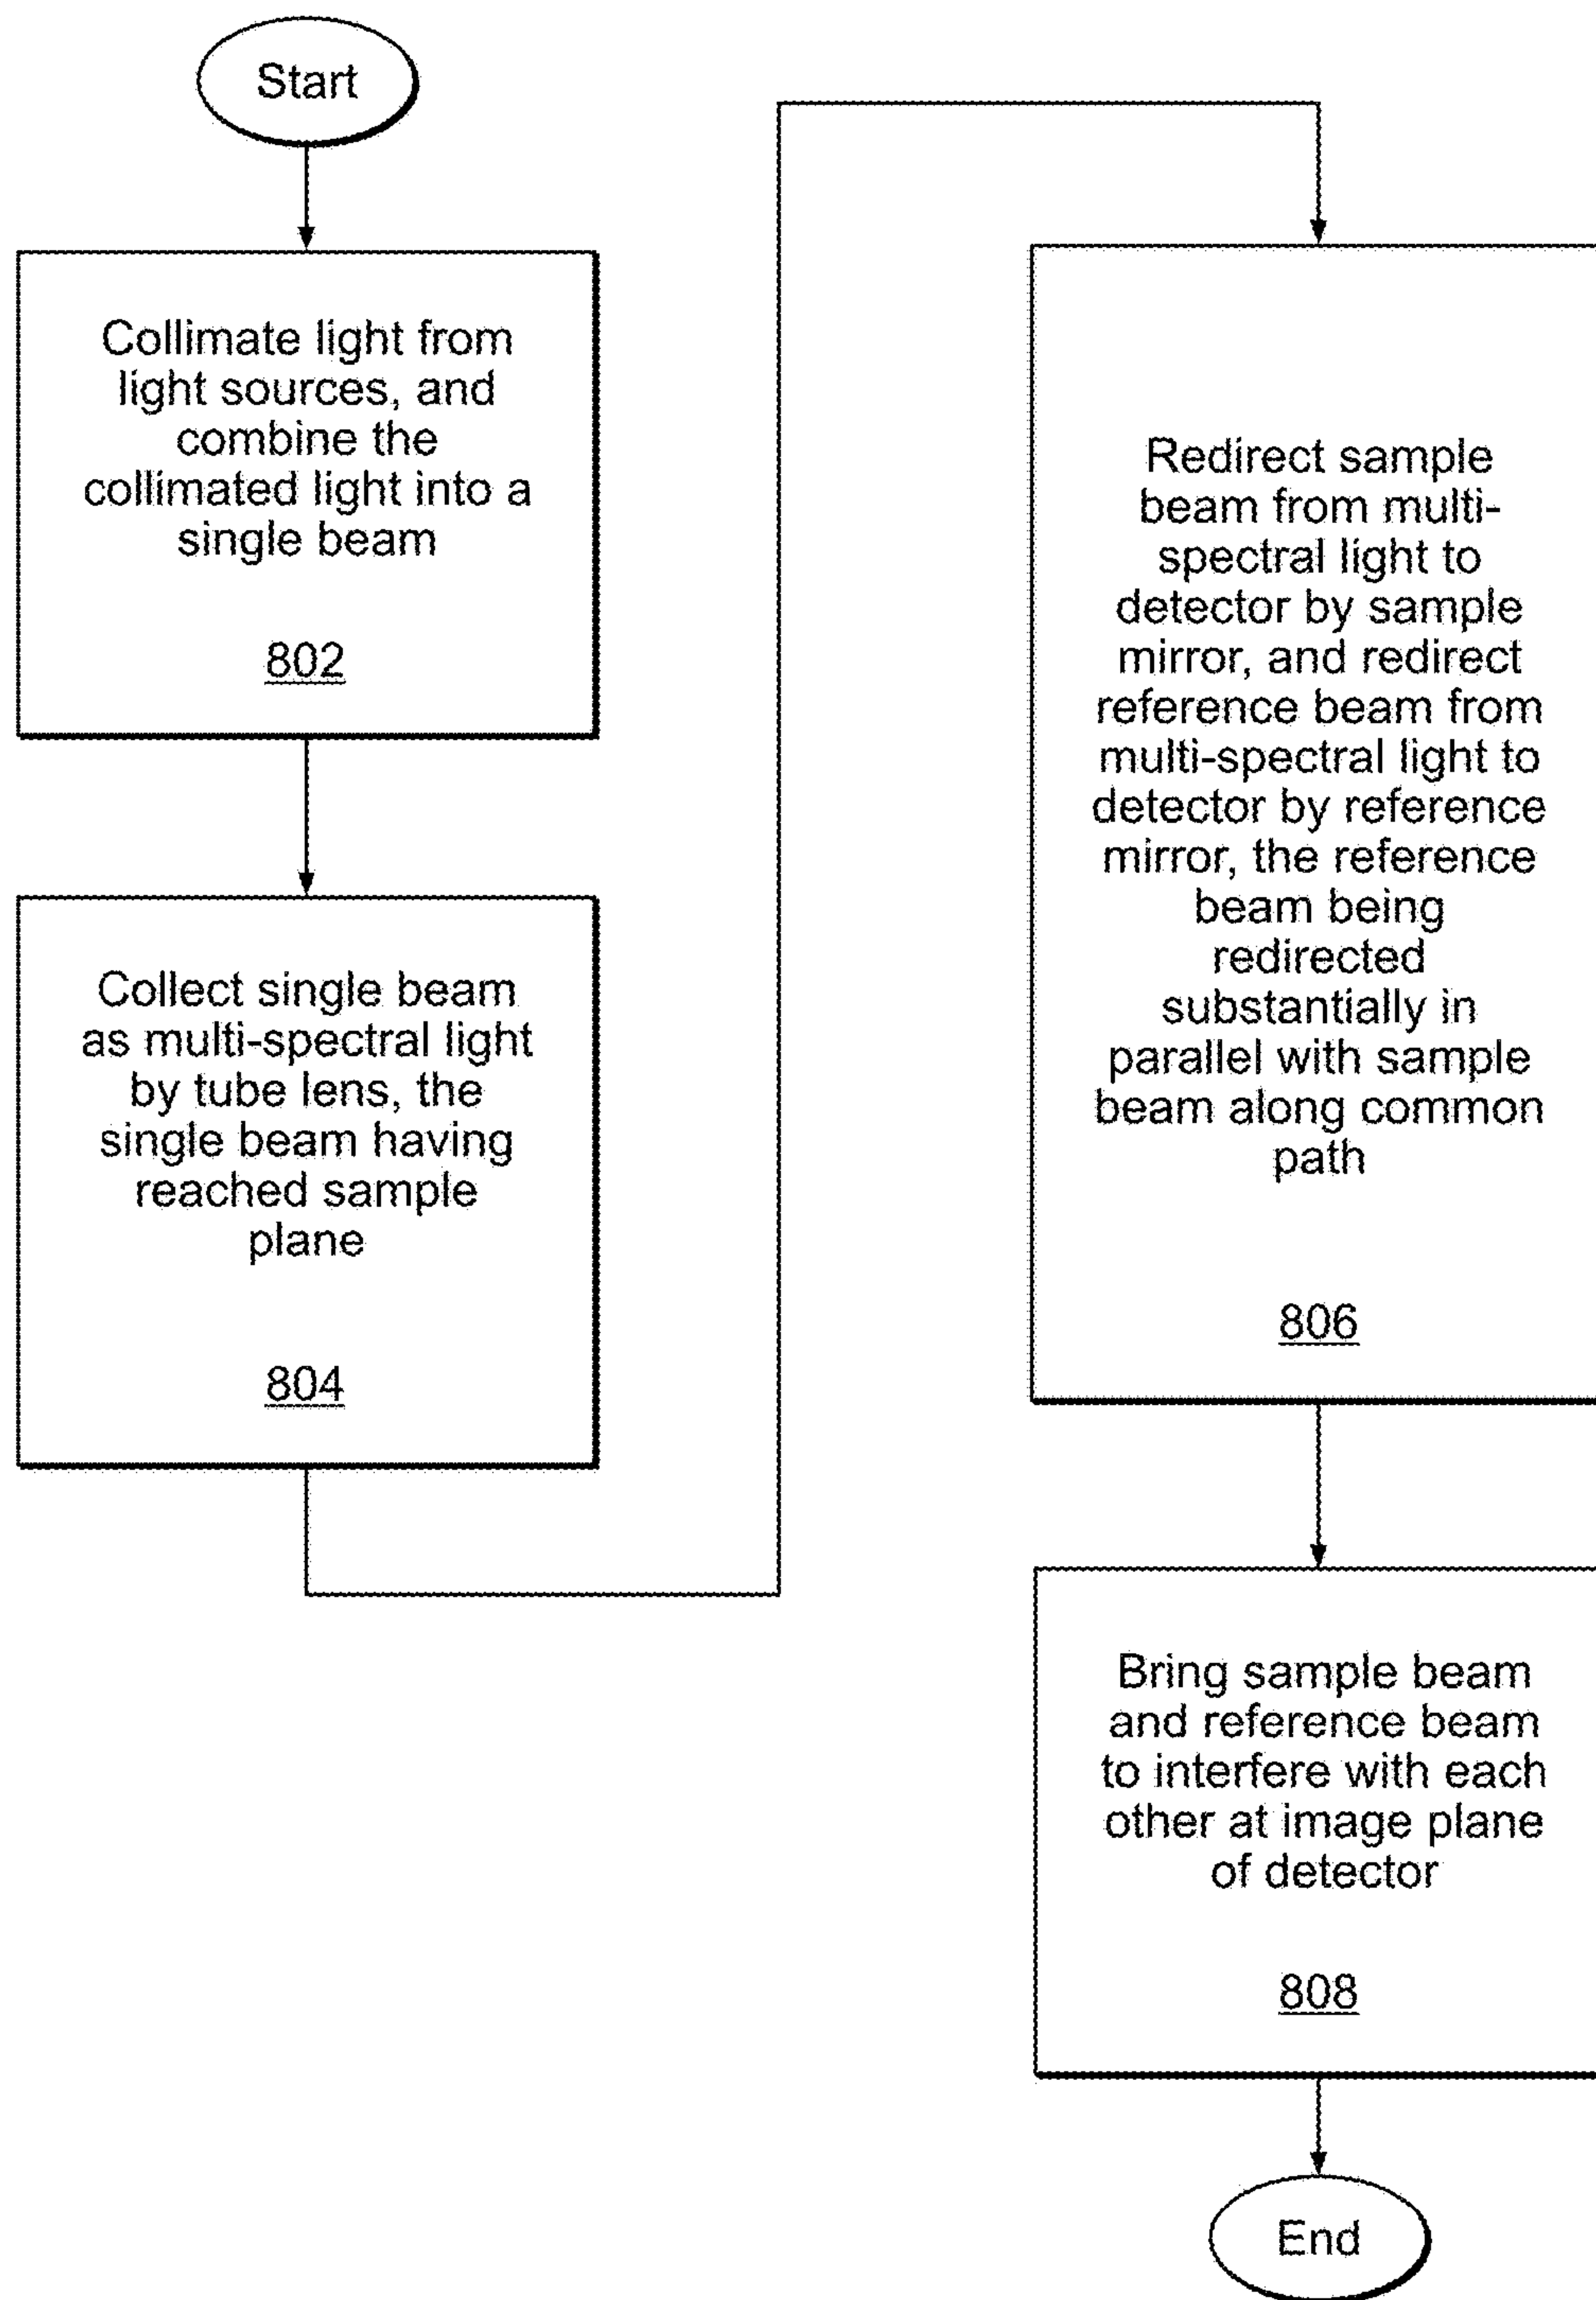 Start
Collimate light from
light sources, and
combine the
collimated light into a
single beam
802
Collect single beam
as multi-spectral light
by tube lens, the
single beam having
reached sample
plane
804
Redirect sample
beam from multi-
spectral light to
detector by sample
mirror, and redirect
reference beam from
multi-spectral light to
detector by reference
mirror, the reference
beam being
redirected
substantially in
parallel with sample
beam along common
path
806
Bring sample beam
and reference beam
to interfere with each
other at image plane
of detector
808
End